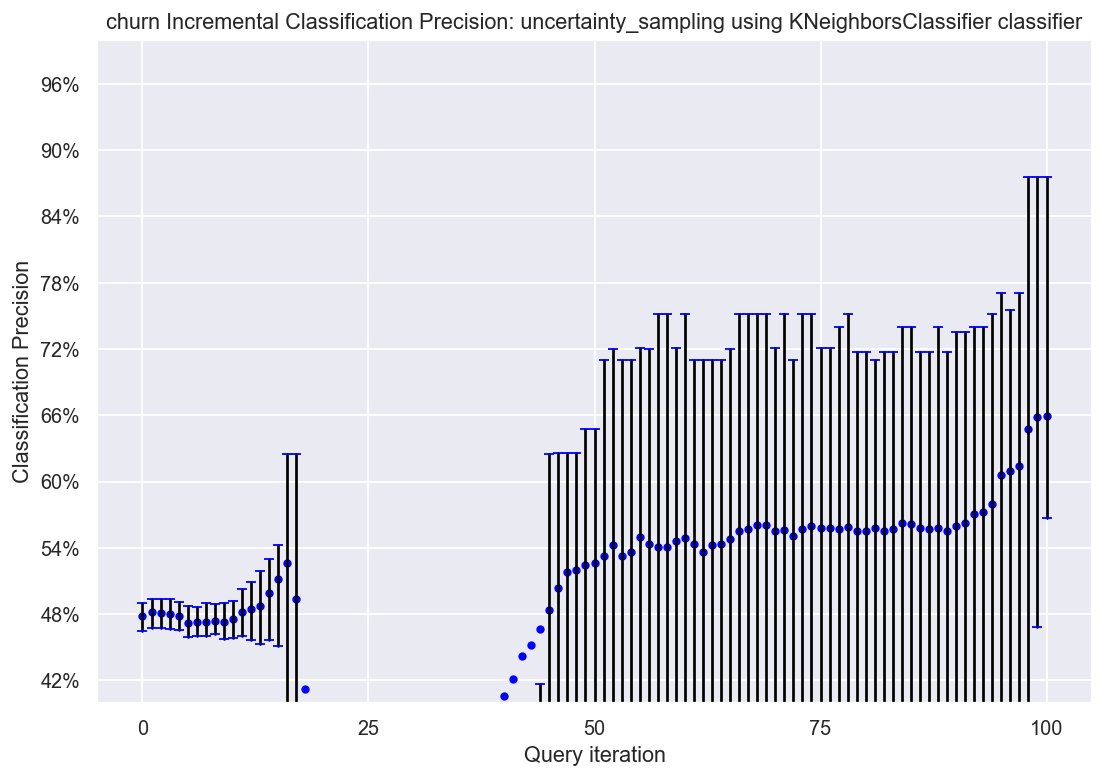 churn Incremental Classification Precision: uncertainty_sampling using KNeighborsClassifier classifier
96%
90%
84%
78%
72%
66%
60%
54%
48%
42%
Classification Precision
0 25 50 75 100
Query iteration